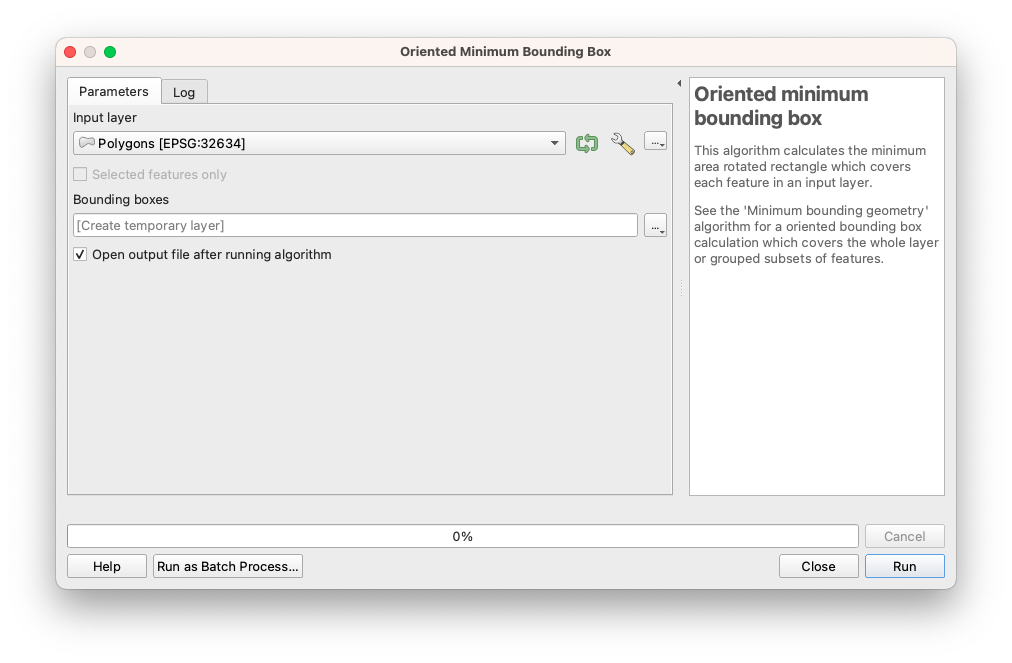 Oriented Minimum Bounding Box
Parameters
Log
Input layer
Polygons [EPSG:32634]
...
Selected features only
Bounding boxes
[Create temporary layer]
...
Open output file after running algorithm
Oriented minimum
bounding box
This algorithm calculates the minimum
area rotated rectangle which covers
each feature in an input layer.
See the 'Minimum bounding geometry'
algorithm for a oriented bounding box
calculation which covers the whole layer
or grouped subsets of features.
0%
Cancel
Help
Run as Batch Process...
Close
Run